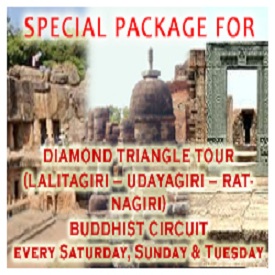 SPECIAL PACKAGE FOR
DIAMOND TRIANGLE TOUR
(LALITAGIRI – UDAYAGIRI – RAT-
NAGIRI)
BUDDHIST CIRCUIT
EVERY SATURDAY, SUNDAY & TUESDAY